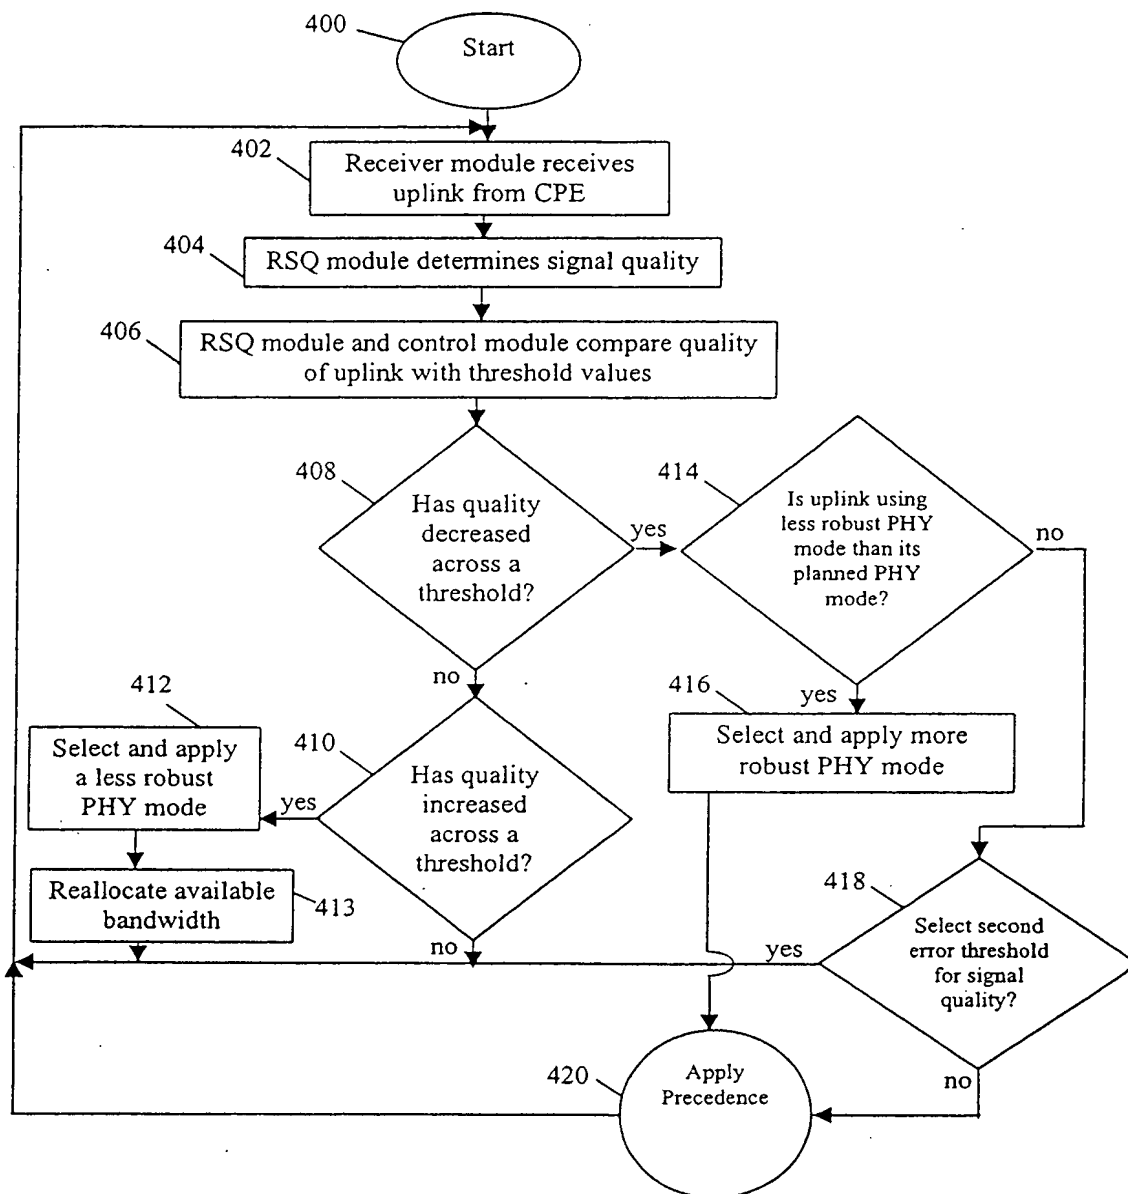 400
Start
402
Receiver module receives
uplink from CPE
404
RSQ module determines signal quality
406
RSQ module and control module compare quality
of uplink with threshold values
408
Has quality
decreased
across a
threshold?
yes
no
414
Is uplink using
less robust PHY
mode than its
planned PHY
mode?
no
yes
416
Select and apply more
robust PHY mode
412
Select and apply
a less robust
PHY mode
410
Has quality
increased
across a
threshold?
yes
no
Reallocate available
bandwidth
413
418
Select second
error threshold
for signal
quality?
yes
no
420
Apply
Precedence